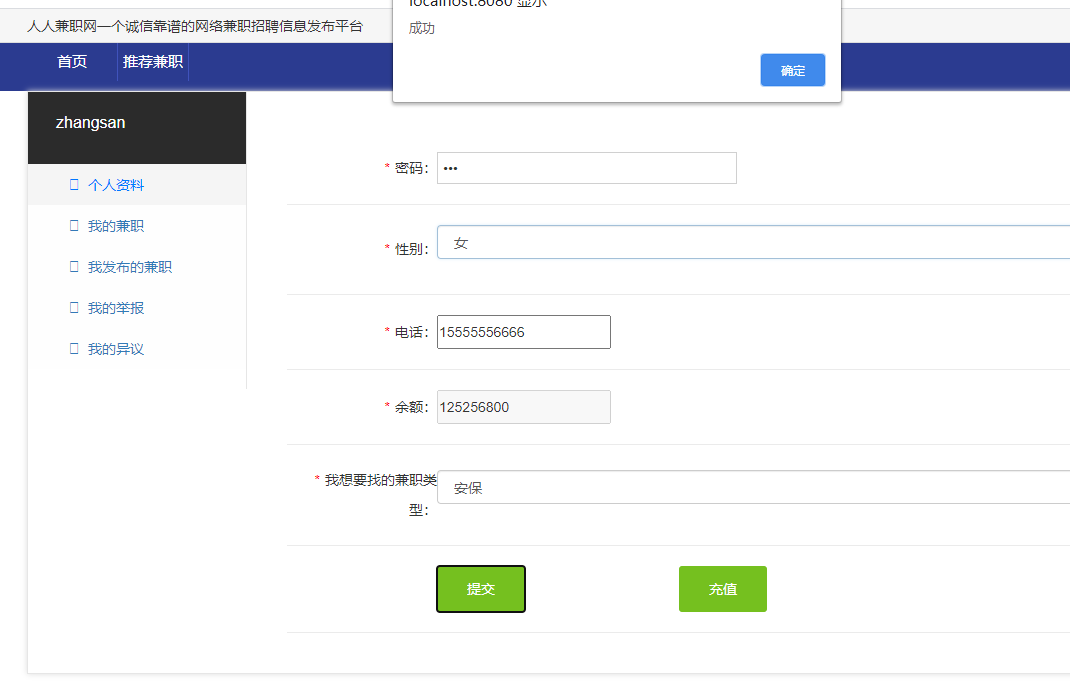 localhost:8080 显示
成功
确定
人人兼职网一个诚信靠谱的网络兼职招聘信息发布平台
首页 推荐兼职
zhangsan
个人资料
我的兼职
我发布的兼职
我的举报
我的异议
* 密码： •••
* 性别： 女
* 电话： 15555556666
* 余额： 125256800
* 我想要找的兼职类
型： 安保
提交 充值